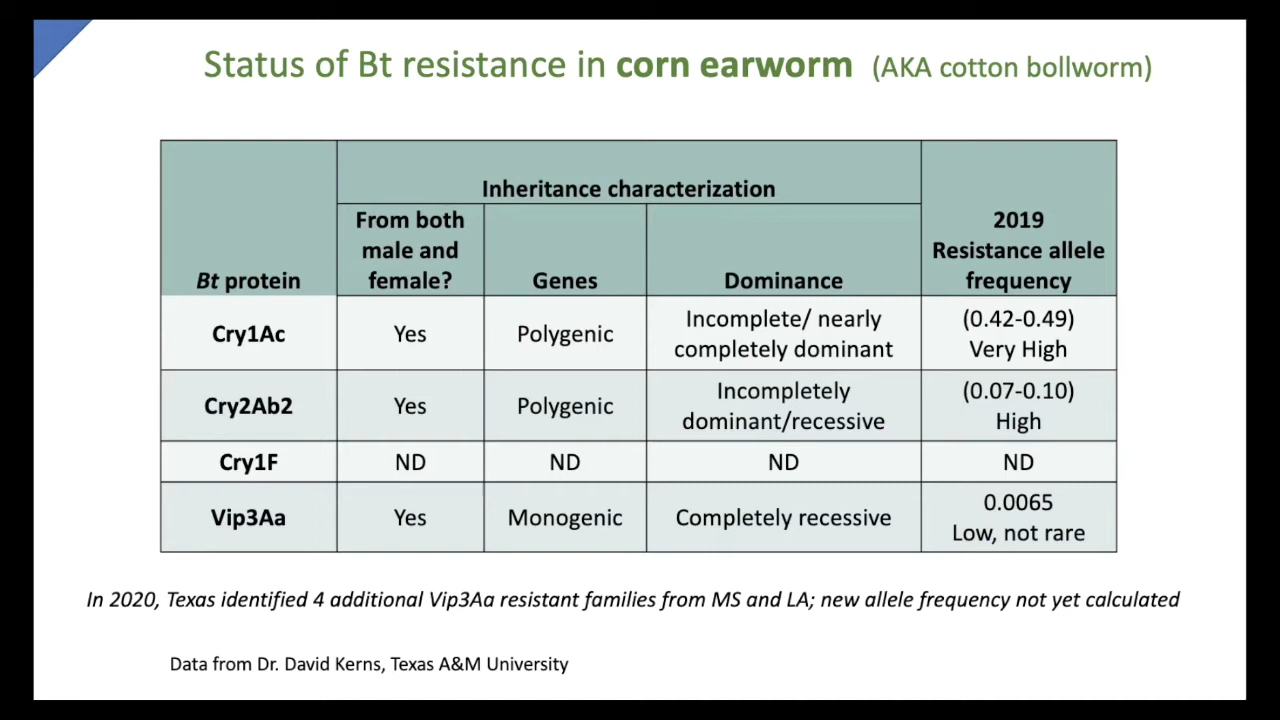 Status of Bt resistance in corn earworm (AKA cotton bollworm)
Inheritance characterization
Bt protein
From both
male and
female?
Genes
Dominance
2019
Resistance allele
frequency
Cry1Ac
Yes
Polygenic
Incomplete/ nearly
completely dominant
(0.42-0.49)
Very High
Cry2Ab2
Yes
Polygenic
Incompletely
dominant/recessive
(0.07-0.10)
High
Cry1F
ND
ND
ND
ND
Vip3Aa
Yes
Monogenic
Completely recessive
0.0065
Low, not rare
In 2020, Texas identified 4 additional Vip3Aa resistant families from MS and LA; new allele frequency not yet calculated
Data from Dr. David Kerns, Texas A&M University